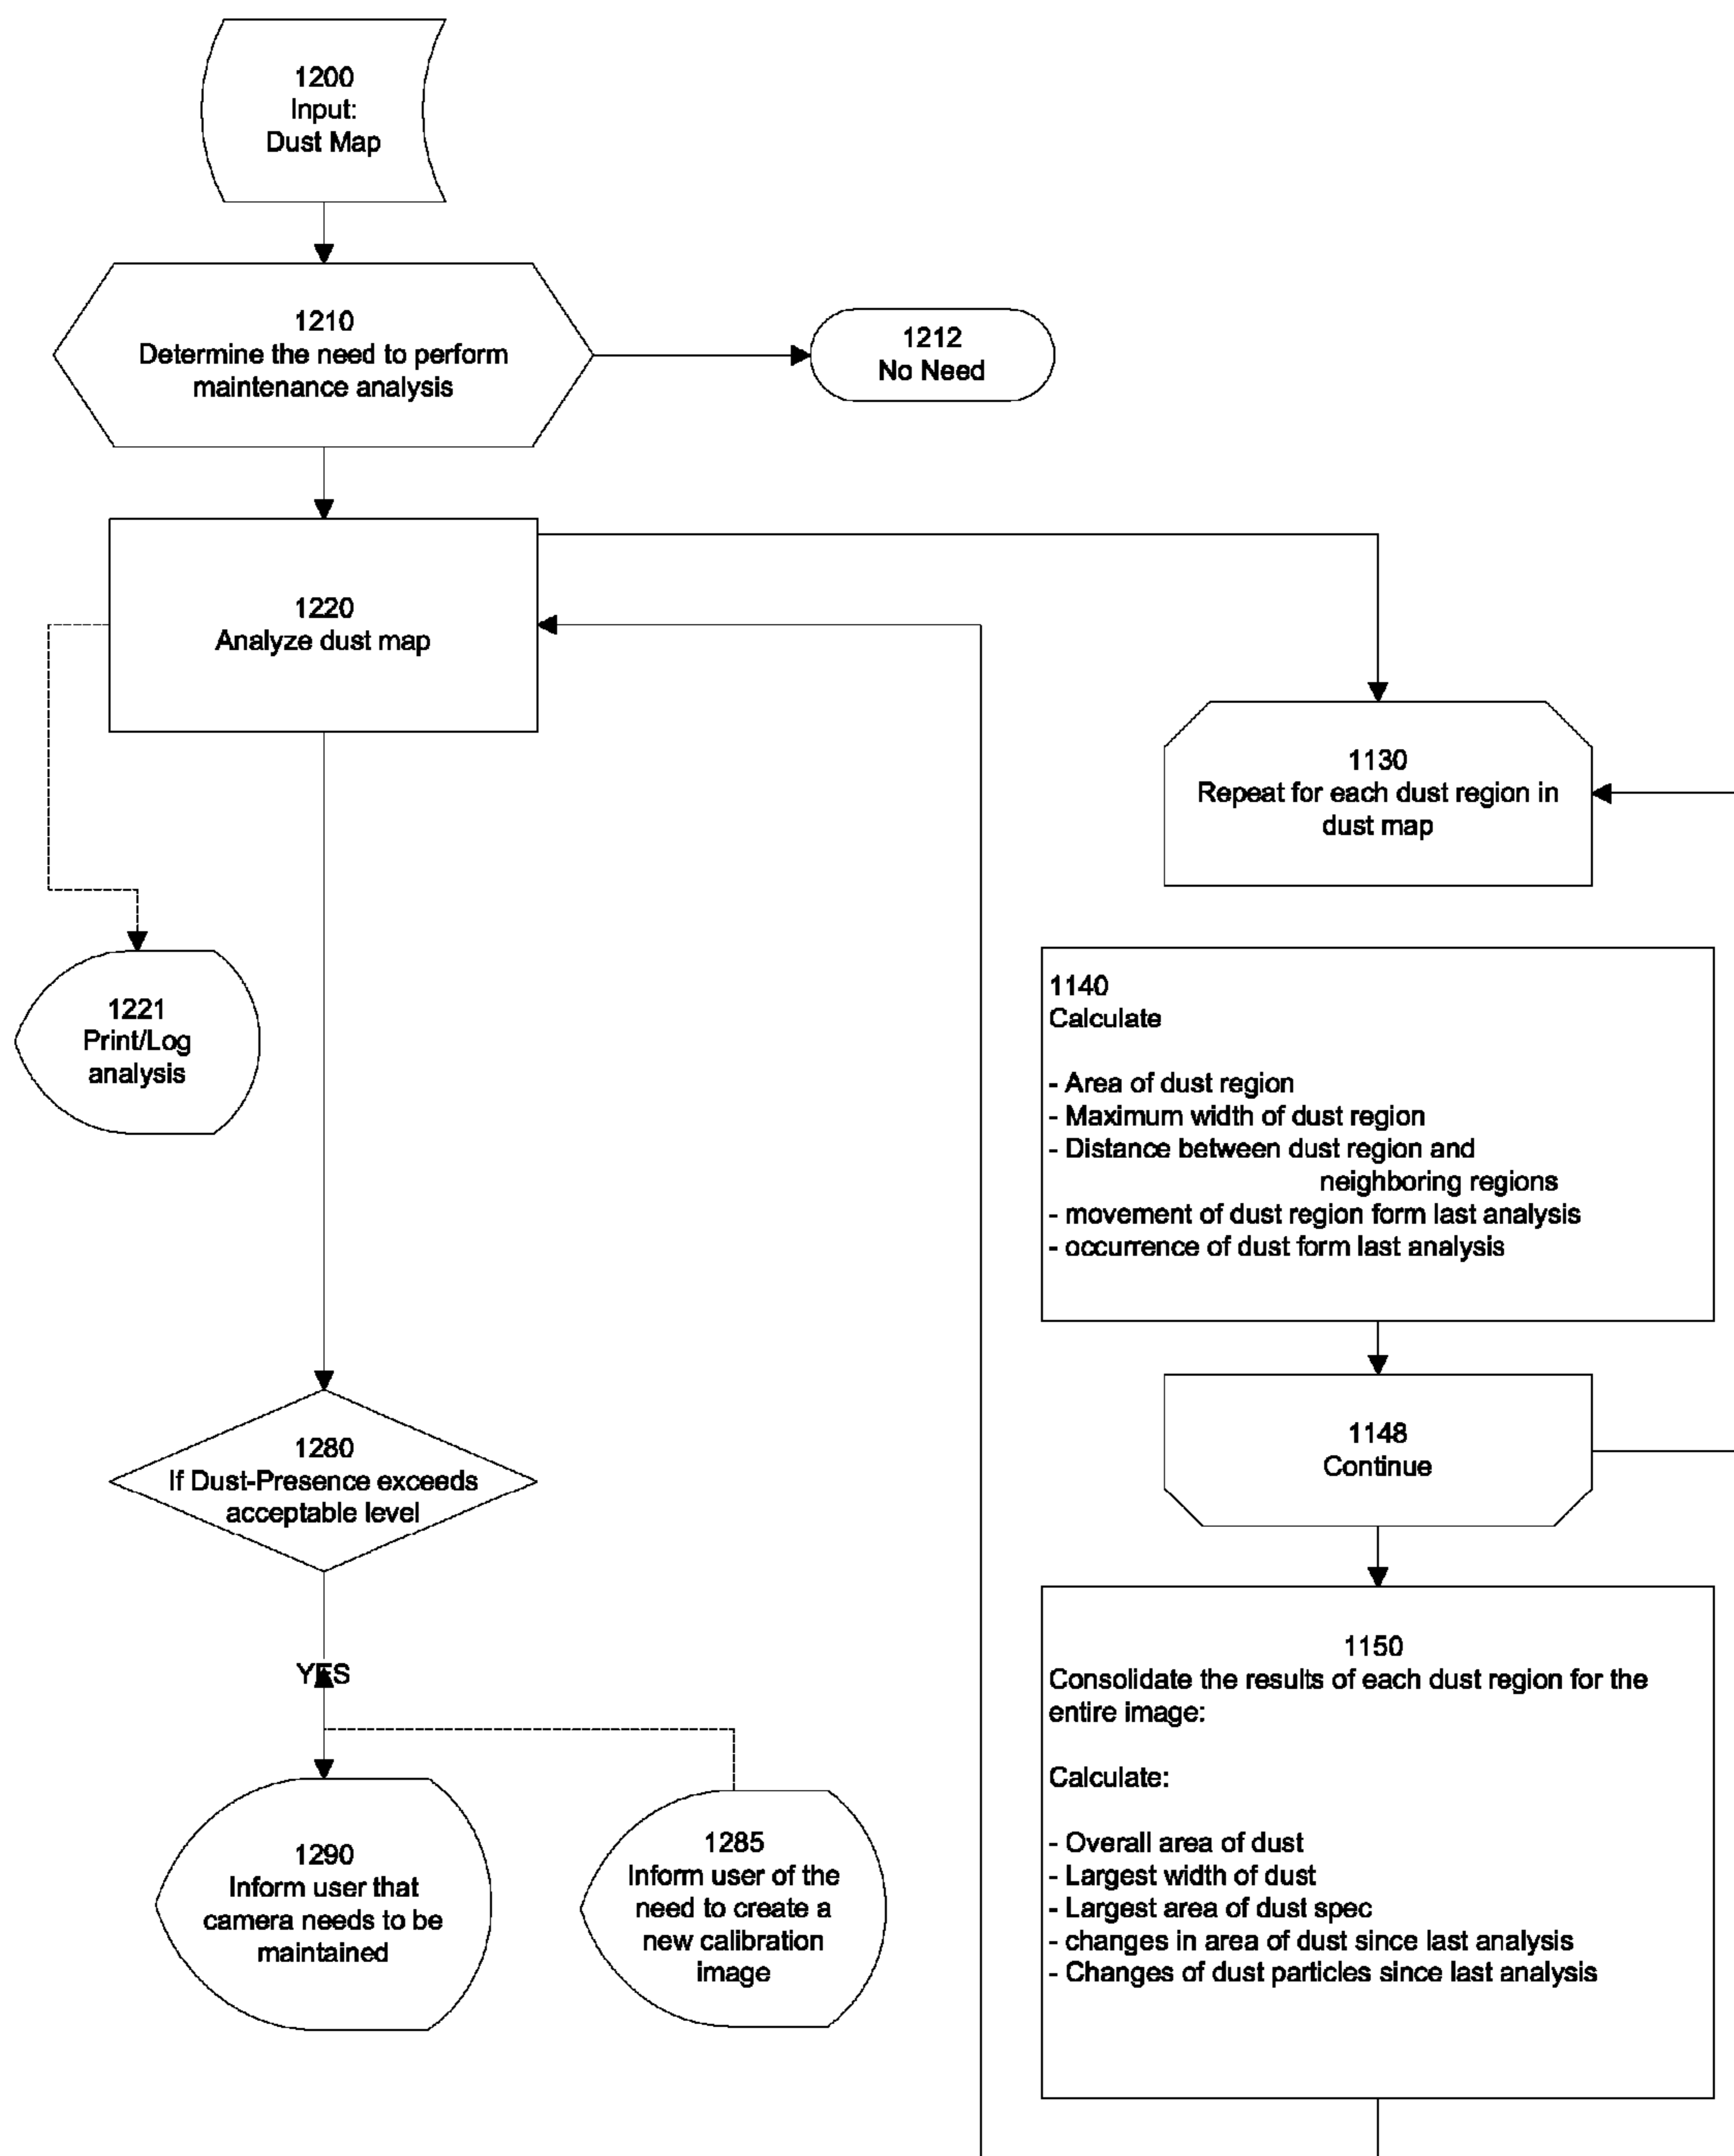 1200
Input:
Dust Map
1210
Determine the need to perform
maintenance analysis
1212
No Need
1220
Analyze dust map
1130
Repeat for each dust region in
dust map
1221
Print/Log
analysis
1140
Calculate
- Area of dust region
- Maximum width of dust region
- Distance between dust region and
neighboring regions
- movement of dust region form last analysis
- occurrence of dust form last analysis
1280
If Dust-Presence exceeds
acceptable level
1148
Continue
YES
1150
Consolidate the results of each dust region for the
entire image:
Calculate:
- Overall area of dust
- Largest width of dust
- Largest area of dust spec
- changes in area of dust since last analysis
- Changes of dust particles since last analysis
1290
Inform user that
camera needs to be
maintained
1285
Inform user of the
need to create a
new calibration
image